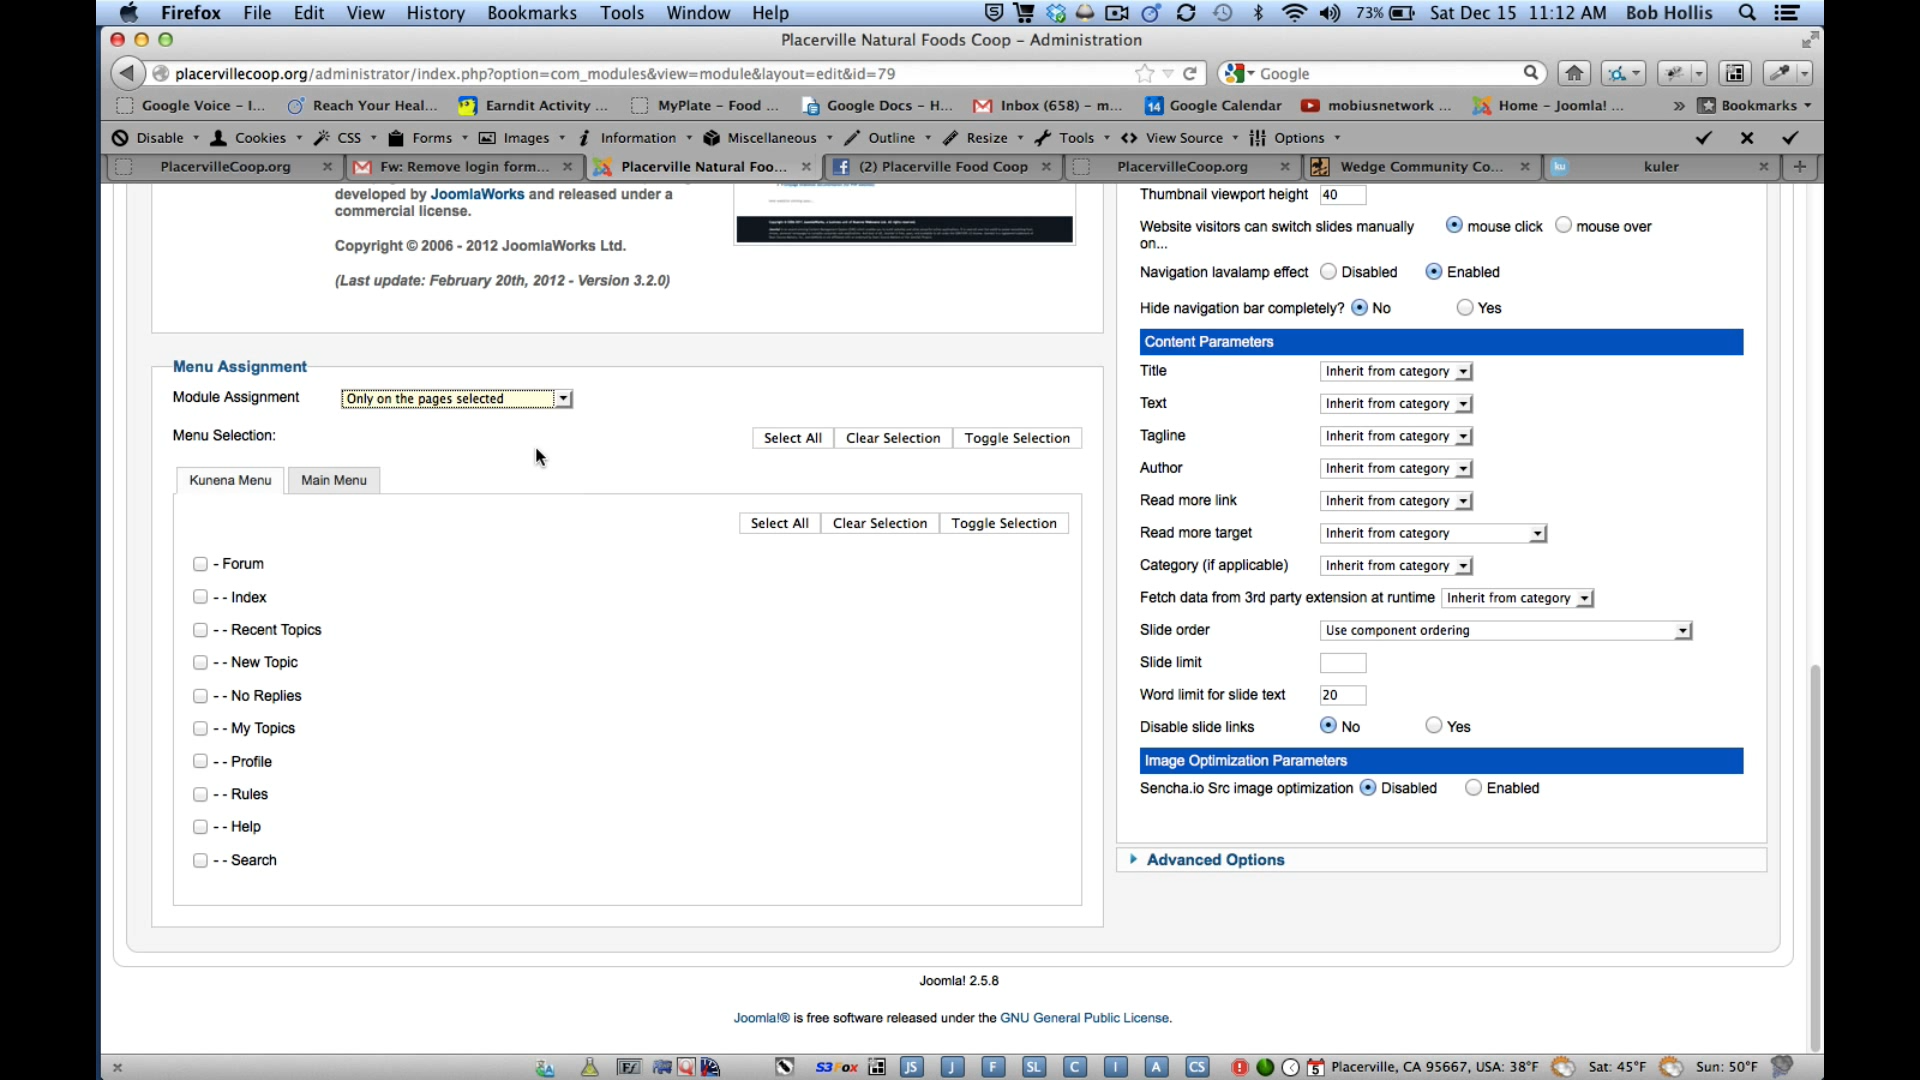 Firefox File Edit View History Bookmarks Tools Window Help 73% Sat Dec 15 11:12 AM Bob Hollis
Placerville Natural Foods Coop – Administration
placervillecoop.org/administrator/index.php?option=com_modules&view=module&layout=edit&id=79 Google
Google Voice – I... Reach Your Heal... Earndit Activity ... MyPlate – Food ... Google Docs – H... Inbox (658) – m... 14 Google Calendar mobiusnetwork ... Home – Joomla! ... » Bookmarks
Disable Cookies CSS Forms Images Information Miscellaneous Outline Resize Tools View Source Options
PlacervilleCoop.org Fw: Remove login form... Placerville Natural Foo... (2) Placerville Food Coop PlacervilleCoop.org Wedge Community Co... ku kuler
developed by JoomlaWorks and released under a
commercial license.
Copyright © 2006 - 2012 JoomlaWorks Ltd.
(Last update: February 20th, 2012 - Version 3.2.0)
Menu Assignment
Module Assignment Only on the pages selected
Menu Selection: Select All Clear Selection Toggle Selection
Kunena Menu Main Menu
Select All Clear Selection Toggle Selection
- Forum
- - Index
- - Recent Topics
- - New Topic
- - No Replies
- - My Topics
- - Profile
- - Rules
- - Help
- - Search
Thumbnail viewport height 40
Website visitors can switch slides manually mouse click mouse over
on...
Navigation lavalamp effect Disabled Enabled
Hide navigation bar completely? No Yes
Content Parameters
Title Inherit from category
Text Inherit from category
Tagline Inherit from category
Author Inherit from category
Read more link Inherit from category
Read more target Inherit from category
Category (if applicable) Inherit from category
Fetch data from 3rd party extension at runtime Inherit from category
Slide order Use component ordering
Slide limit
Word limit for slide text 20
Disable slide links No Yes
Image Optimization Parameters
Sencha.io Src image optimization Disabled Enabled
Advanced Options
Joomla! 2.5.8
Joomla!® is free software released under the GNU General Public License.
S3Fox JS J F SL C I A CS 5 Placerville, CA 95667, USA: 38°F Sat: 45°F Sun: 50°F